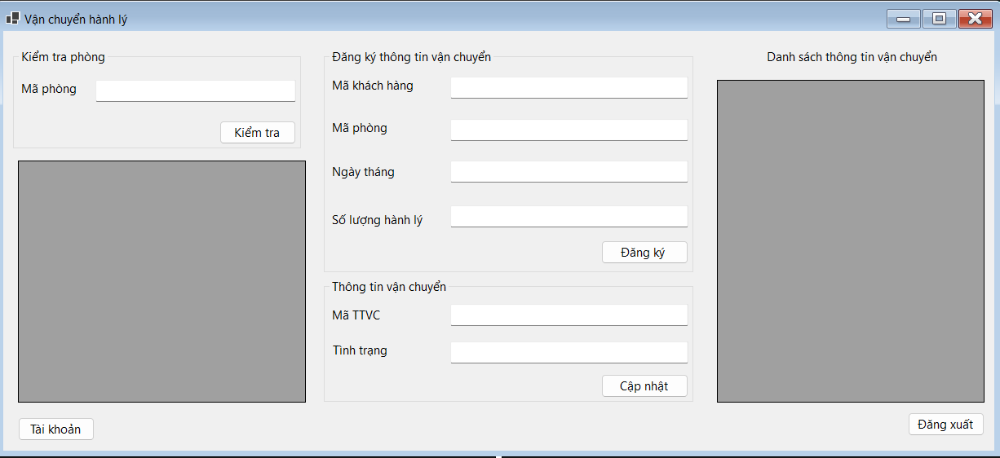 Vận chuyển hành lý
Kiểm tra phòng
Mã phòng
Kiểm tra
Tài khoản
Đăng ký thông tin vận chuyển
Mã khách hàng
Mã phòng
Ngày tháng
Số lượng hành lý
Đăng ký
Thông tin vận chuyển
Mã TTVC
Tình trạng
Cập nhật
Danh sách thông tin vận chuyển
Đăng xuất